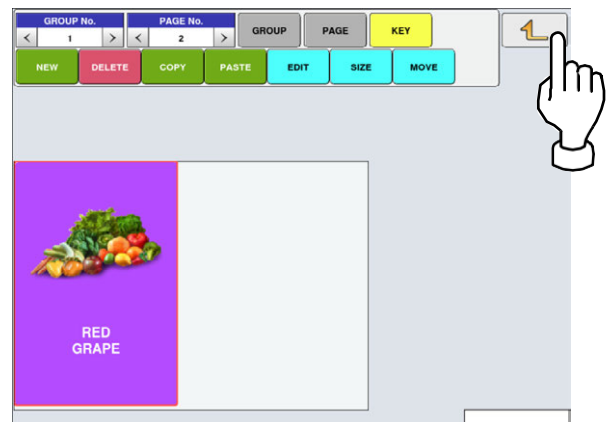 GROUP No.
PAGE No.
< 1 >
< 2 >
GROUP
PAGE
KEY
NEW
DELETE
COPY
PASTE
EDIT
SIZE
MOVE
RED
GRAPE